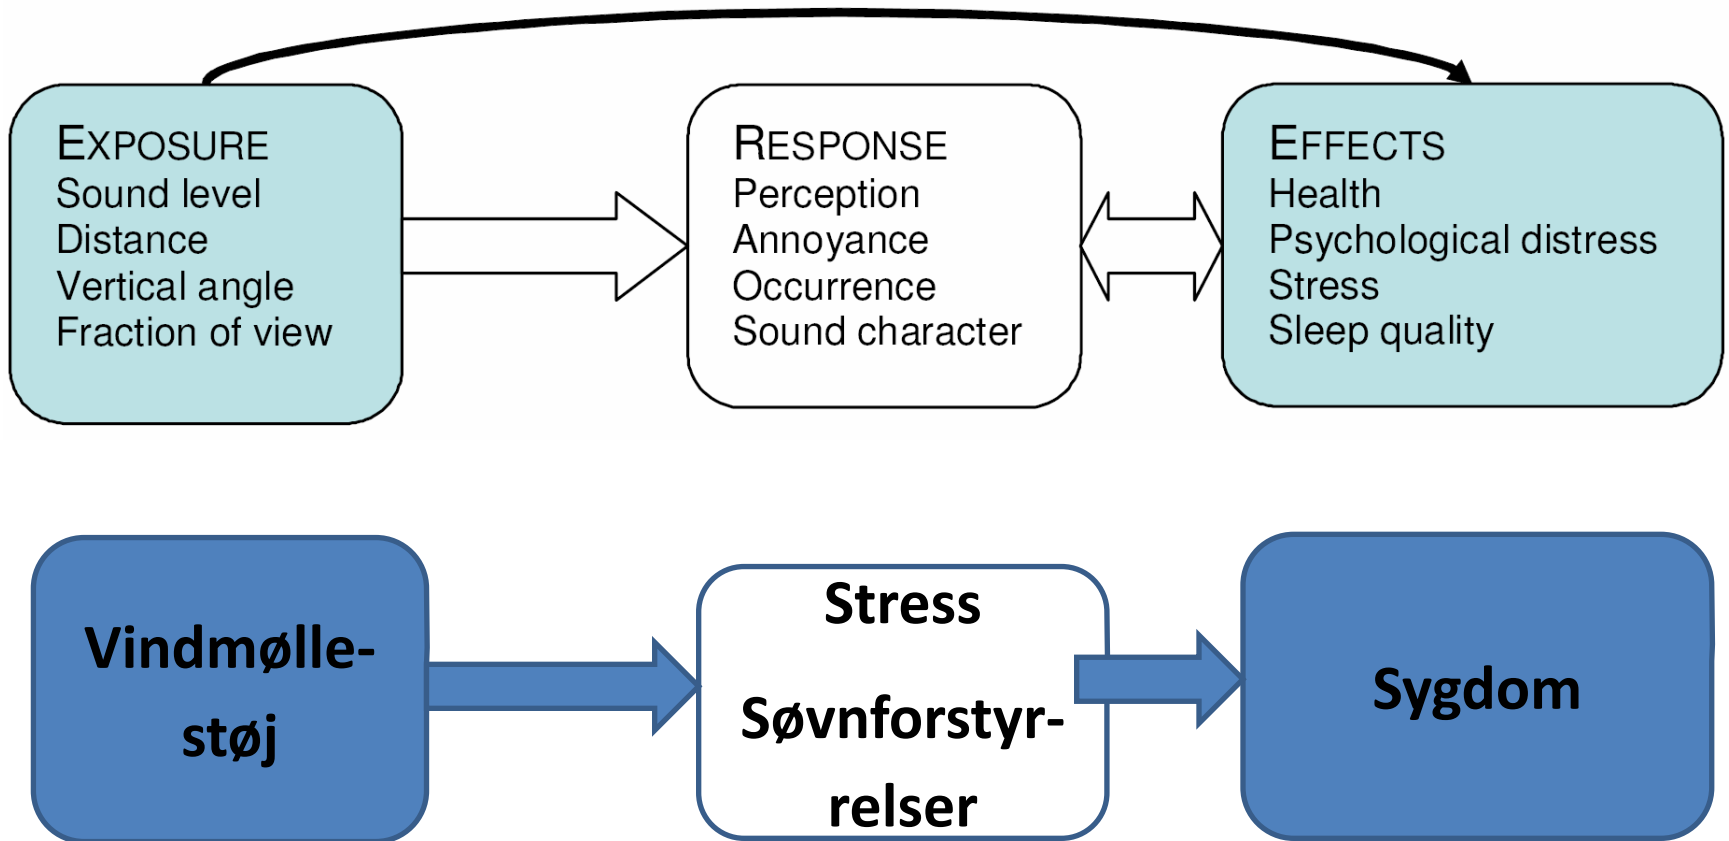 EXPOSURE
Sound level
Distance
Vertical angle
Fraction of view
RESPONSE
Perception
Annoyance
Occurrence
Sound character
EFFECTS
Health
Psychological distress
Stress
Sleep quality
Vindmølle-
støj
Stress
Søvnforstyr-
relser
Sygdom